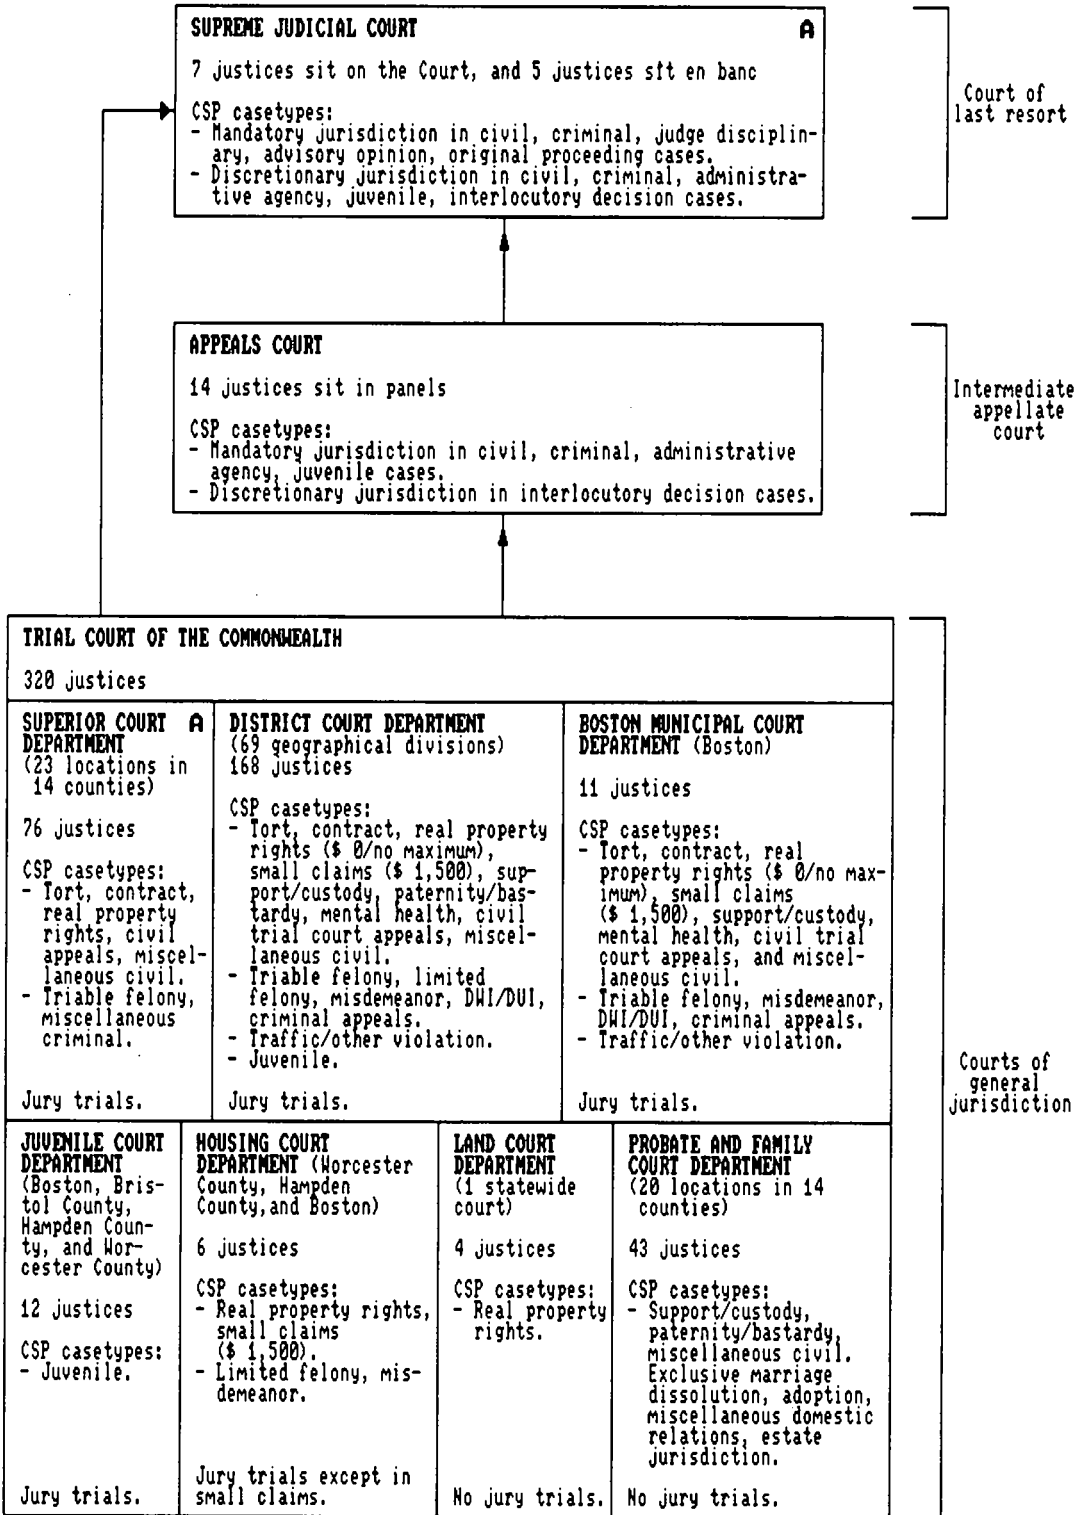 SUPREME JUDICIAL COURT A
7 justices sit on the Court, and 5 justices sit en banc
CSP casetypes:
- Mandatory jurisdiction in civil, criminal, judge disciplin-
ary, advisory opinion, original proceeding cases.
- Discretionary jurisdiction in civil, criminal, administra-
tive agency, juvenile, interlocutory decision cases.
Court of
last resort
APPEALS COURT
14 justices sit in panels
CSP casetypes:
- Mandatory jurisdiction in civil, criminal, administrative
agency, juvenile cases.
- Discretionary jurisdiction in interlocutory decision cases.
Intermediate
appellate
court
TRIAL COURT OF THE COMMONWEALTH
320 justices
SUPERIOR COURT A
DEPARTMENT
(23 locations in
14 counties)
76 justices
CSP casetypes:
- Tort, contract,
real property
rights, civil
appeals, miscel-
laneous civil.
- Triable felony,
miscellaneous
criminal.
Jury trials.
DISTRICT COURT DEPARTMENT
(69 geographical divisions)
168 justices
CSP casetypes:
- Tort, contract, real property
rights ($ 0/no maximum),
small claims ($ 1,500), sup-
port/custody, paternity/bas-
tardy, mental health, civil
trial court appeals, miscel-
laneous civil.
- Triable felony, limited
felony, misdemeanor, DWI/DUI,
criminal appeals.
- Traffic/other violation.
- Juvenile.
Jury trials.
BOSTON MUNICIPAL COURT
DEPARTMENT (Boston)
11 justices
CSP casetypes:
- Tort, contract, real
property rights ($ 0/no max-
imum), small claims
($ 1,500), support/custody,
mental health, civil trial
court appeals, and miscel-
laneous civil.
- Triable felony, misdemeanor,
DWI/DUI, criminal appeals.
- Traffic/other violation.
Jury trials.
Courts of
general
jurisdiction
JUVENILE COURT
DEPARTMENT
(Boston, Bris-
tol County,
Hampden Coun-
ty, and Wor-
cester County)
12 justices
CSP casetypes:
- Juvenile.
Jury trials.
HOUSING COURT
DEPARTMENT (Worcester
County, Hampden
County,and Boston)
6 justices
CSP casetypes:
- Real property rights,
small claims
($ 1,500).
- Limited felony, mis-
demeanor.
Jury trials except in
small claims.
LAND COURT
DEPARTMENT
(1 statewide
court)
4 justices
CSP casetypes:
- Real property
rights.
No jury trials.
PROBATE AND FAMILY
COURT DEPARTMENT
(20 locations in 14
counties)
43 justices
CSP casetypes:
- Support/custody,
paternity/bastardy,
miscellaneous civil.
Exclusive marriage
dissolution, adoption,
miscellaneous domestic
relations, estate
jurisdiction.
No jury trials.